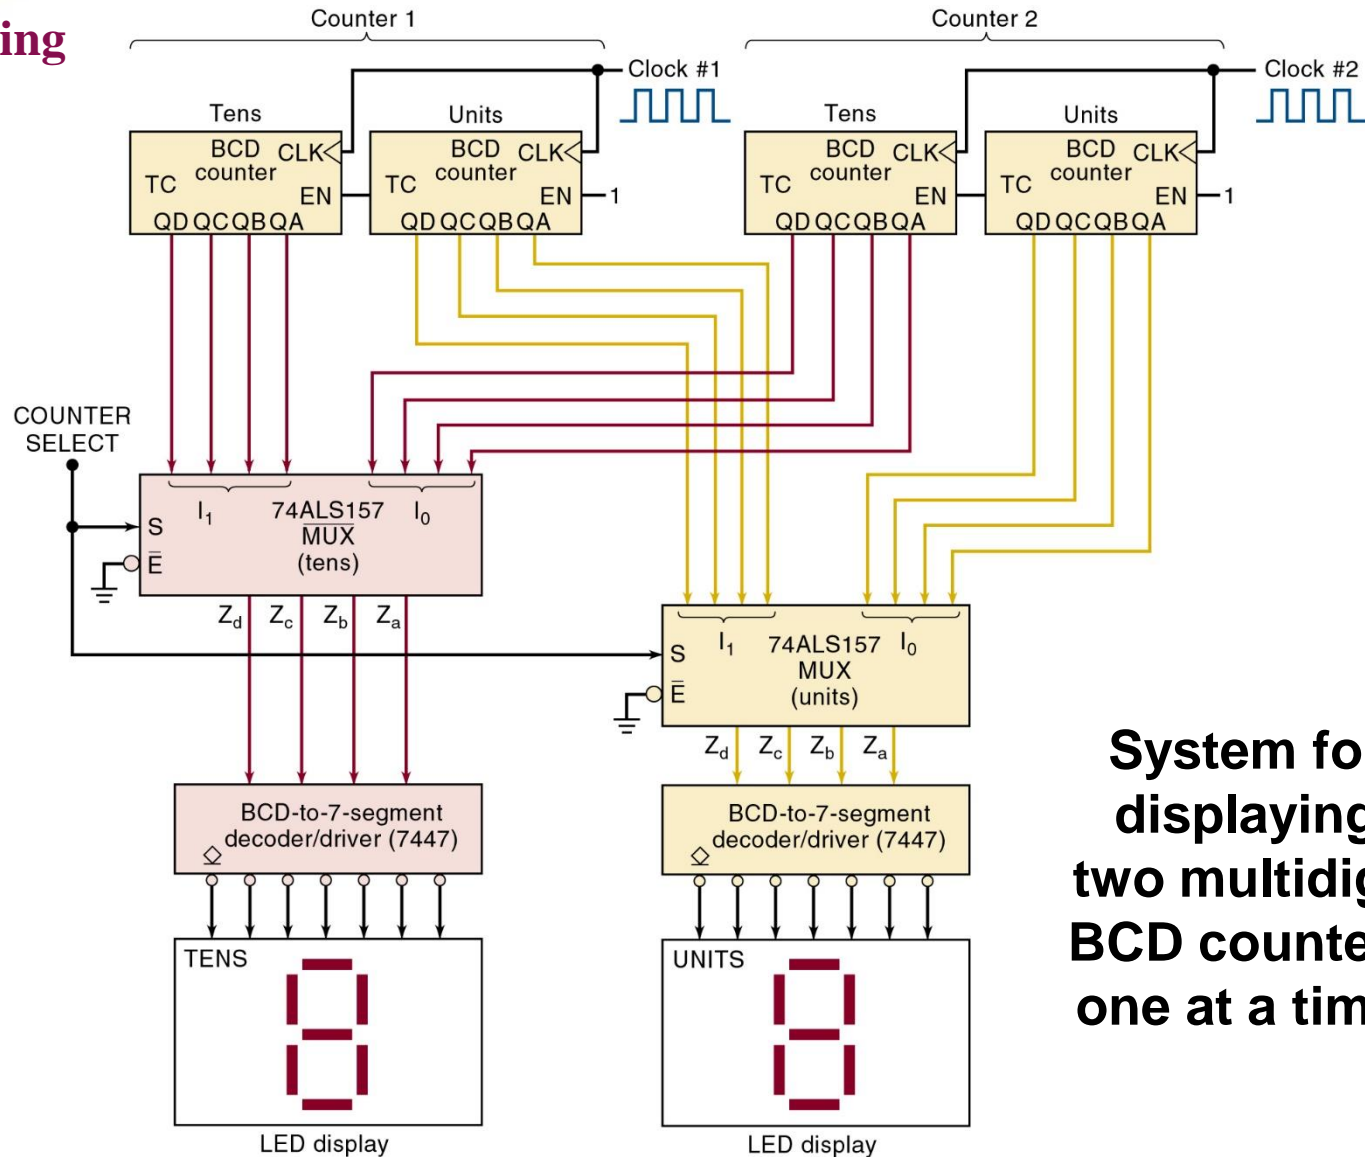 ing
Counter 1
Counter 2
Clock #1
Clock #2
Tens
Units
Tens
Units
BCD counter
CLK
TC
EN
QD QC QB QA
BCD counter
CLK
TC
EN
1
QD QC QB QA
BCD counter
CLK
TC
EN
QD QC QB QA
BCD counter
CLK
TC
EN
1
QD QC QB QA
COUNTER
SELECT
I1
74ALS157
I0
S
MUX
E̅
(tens)
Zd Zc Zb Za
I1
74ALS157
I0
S
MUX
E̅
(units)
Zd Zc Zb Za
BCD-to-7-segment
decoder/driver (7447)
BCD-to-7-segment
decoder/driver (7447)
TENS
8
UNITS
8
LED display
LED display
System fo
displaying
two multidig
BCD counte
one at a tim